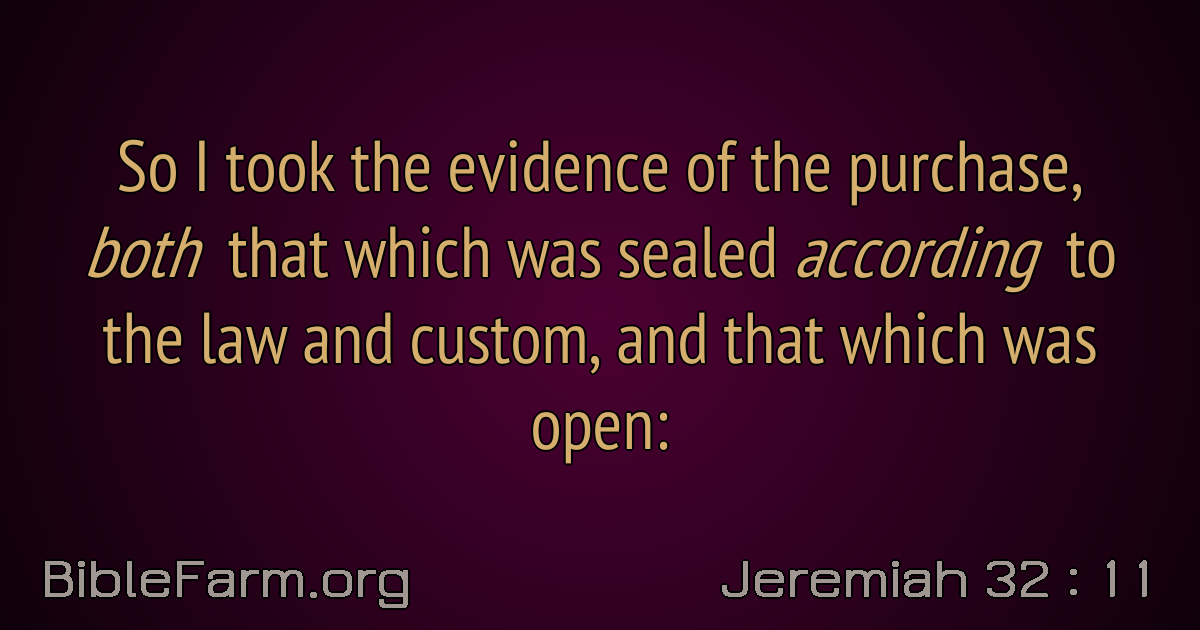 So I took the evidence of the purchase,
both that which was sealed according to
the law and custom, and that which was
open:
BibleFarm.org
Jeremiah 32 : 11